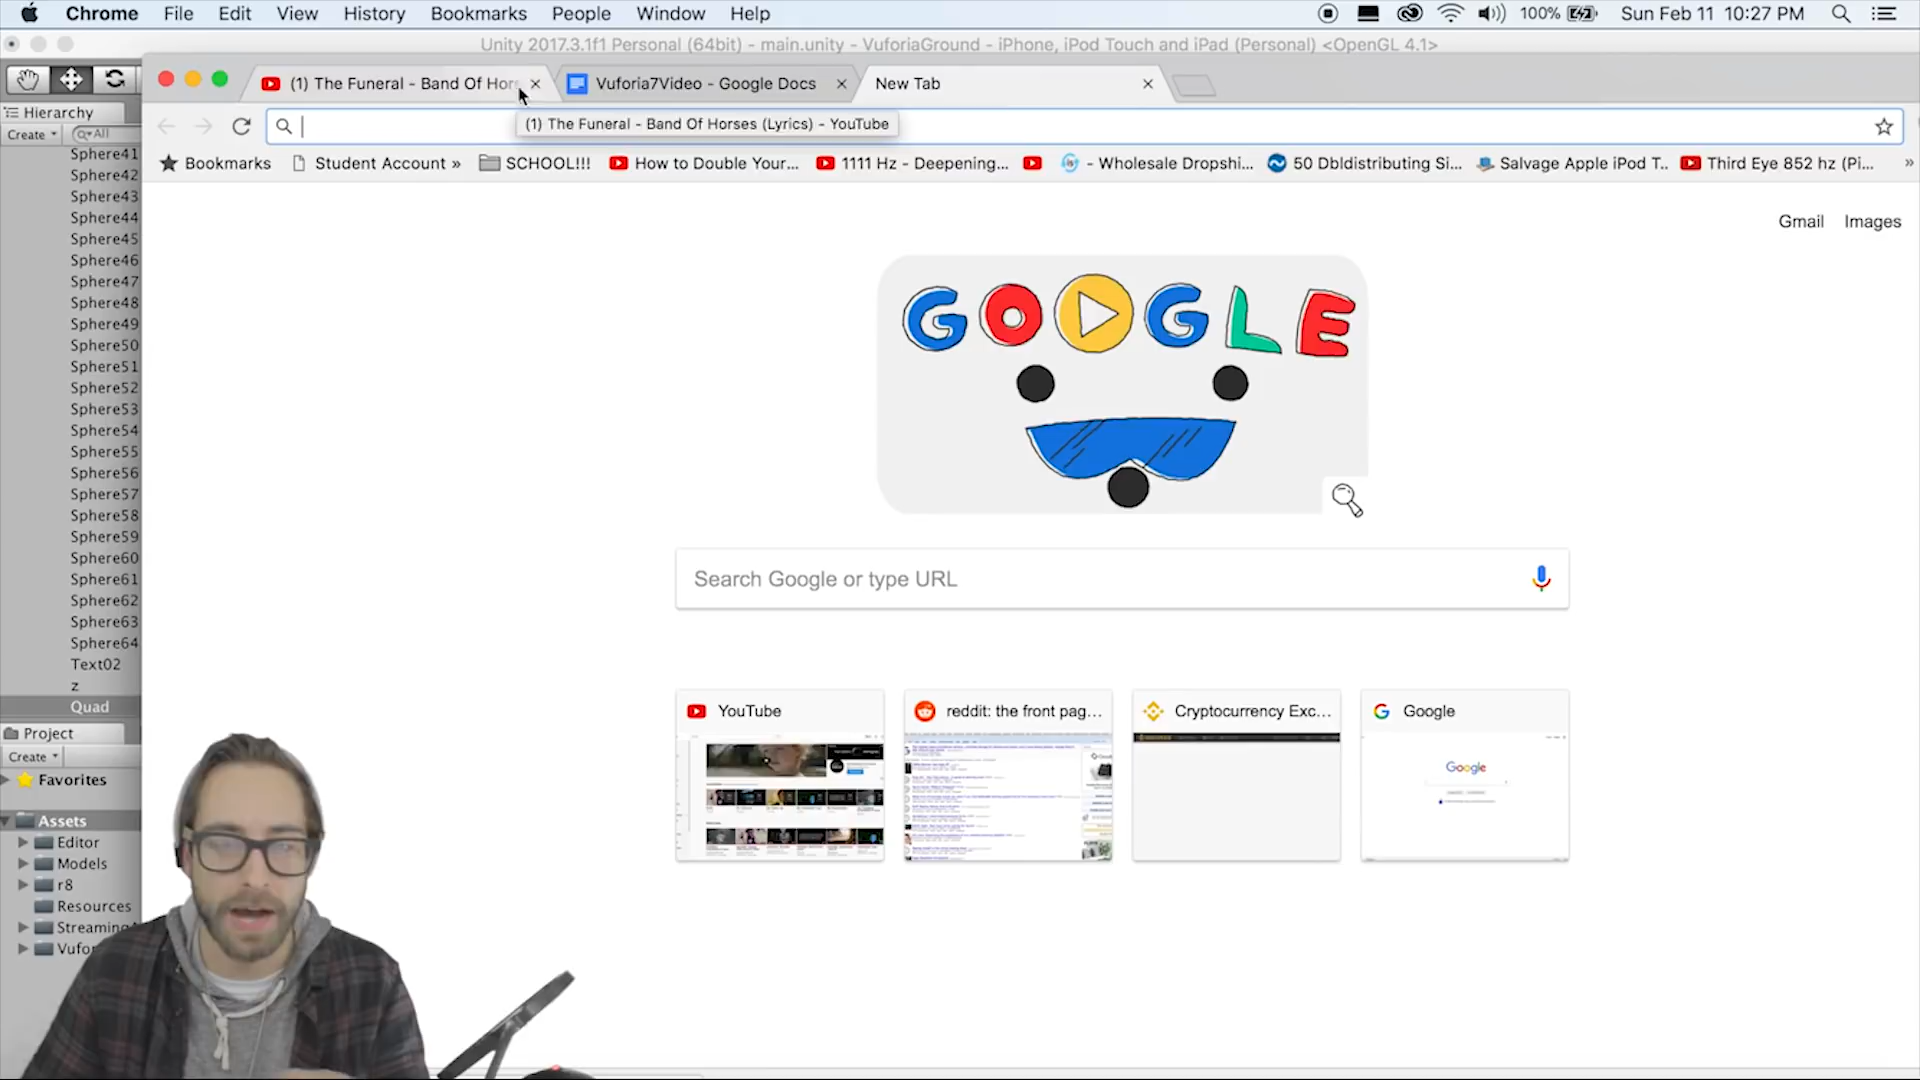 Chrome File Edit View History Bookmarks People Window Help 100% Sun Feb 11 10:27 PM
Unity 2017.3.1f1 Personal (64bit) - main.unity - VuforiaGround - iPhone, iPod Touch and iPad (Personal) <OpenGL 4.1>
(1) The Funeral - Band Of Hors Vuforia7Video - Google Docs New Tab
(1) The Funeral - Band Of Horses (Lyrics) - YouTube
Bookmarks Student Account » SCHOOL!!! How to Double Your... 1111 Hz - Deepening... - Wholesale Dropshi... 50 Dbldistributing Si... Salvage Apple iPod T.. Third Eye 852 hz (Pi... »
Hierarchy
Create All
Sphere41
Sphere42
Sphere43
Sphere44
Sphere45
Sphere46
Sphere47
Sphere48
Sphere49
Sphere50
Sphere51
Sphere52
Sphere53
Sphere54
Sphere55
Sphere56
Sphere57
Sphere58
Sphere59
Sphere60
Sphere61
Sphere62
Sphere63
Sphere64
Text02
z
Quad
Project
Create
Favorites
Assets
Editor
Models
r8
Resources
Streaming
Vufor
Gmail Images
GOOGLE
Search Google or type URL
YouTube
reddit: the front pag...
Cryptocurrency Exc...
Google
Google